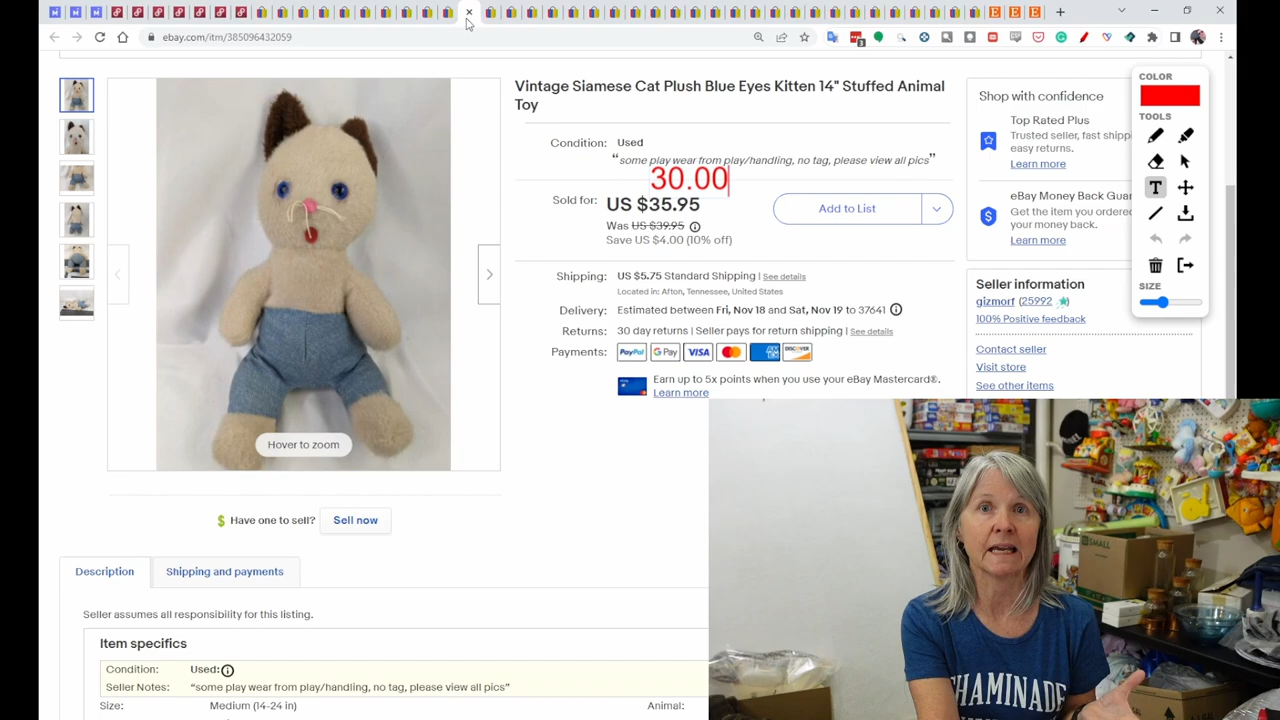 ebay.com/itm/385096432059
3
Vintage Siamese Cat Plush Blue Eyes Kitten 14" Stuffed Animal
Toy
Condition:
Used
“some play wear from play/handling, no tag, please view all pics”
30.00
Sold for:
US $35.95
Was US $39.95
Save US $4.00 (10% off)
Add to List
Shipping:
US $5.75 Standard Shipping | See details
Located in: Afton, Tennessee, United States
Delivery:
Estimated between Fri, Nov 18 and Sat, Nov 19 to 37641
Returns:
30 day returns | Seller pays for return shipping | See details
Payments:
PayPal
G Pay
VISA
DISCOVER
Earn up to 5x points when you use your eBay Mastercard®.
Learn more
Shop with confidence
Top Rated Plus
Trusted seller, fast shipp
easy returns.
Learn more
eBay Money Back Guar
Get the item you ordere
your money back.
Learn more
Seller information
gizmorf (25992
100% Positive feedback
Contact seller
Visit store
See other items
COLOR
TOOLS
T
SIZE
Hover to zoom
Have one to sell?
Sell now
Description
Shipping and payments
Seller assumes all responsibility for this listing.
Item specifics
Condition:
Used:
Seller Notes:
“some play wear from play/handling, no tag, please view all pics”
Size:
Medium (14-24 in)
Animal:
SMALL
CHAMINADE